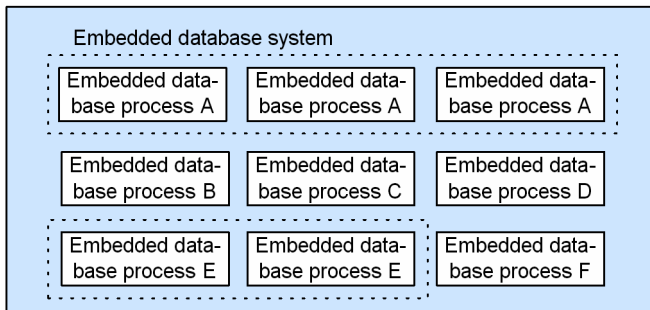 Embedded database system
Embedded data-
base process A
Embedded data-
base process A
Embedded data-
base process A
Embedded data-
base process B
Embedded data-
base process C
Embedded data-
base process D
Embedded data-
base process E
Embedded data-
base process E
Embedded data-
base process F